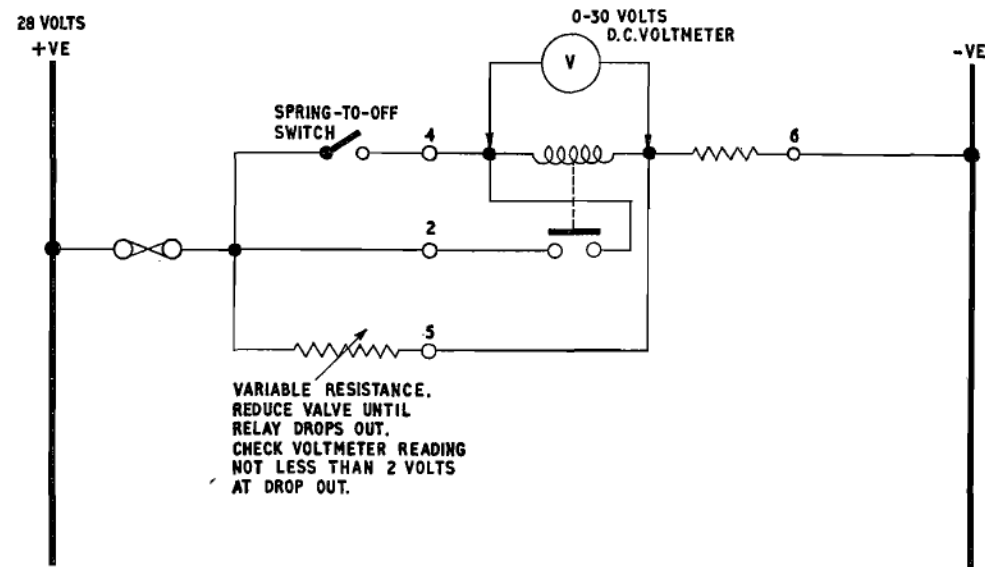 28 VOLTS
+VE
0-30 VOLTS
D.C.VOLTMETER
V
-VE
SPRING-TO-OFF
SWITCH
4
6
2
5
VARIABLE RESISTANCE.
REDUCE VALVE UNTIL
RELAY DROPS OUT.
CHECK VOLTMETER READING
NOT LESS THAN 2 VOLTS
AT DROP OUT.